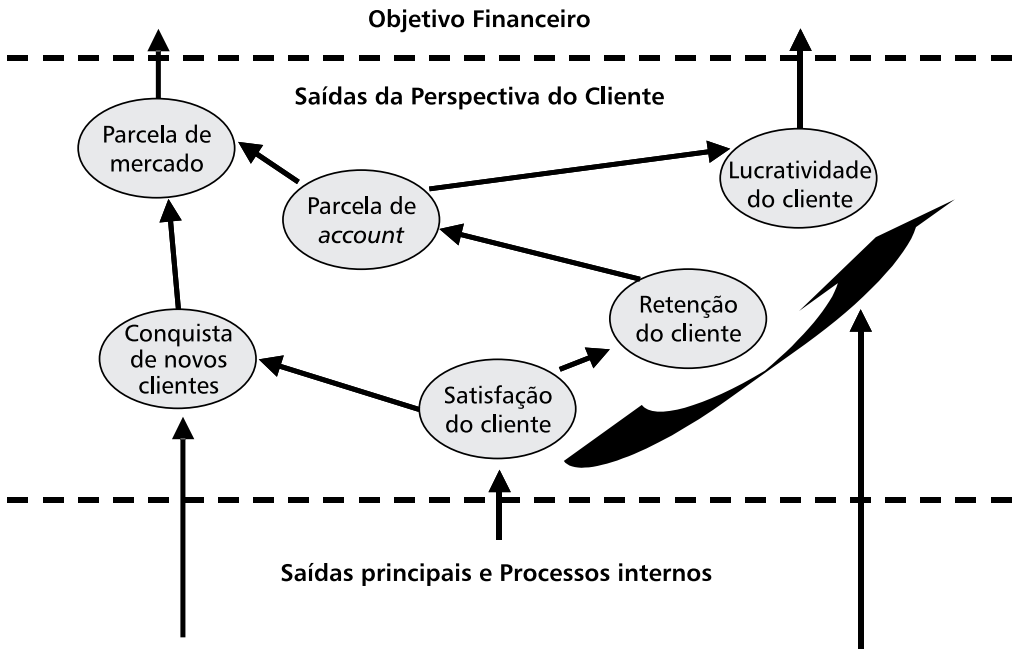 Objetivo Financeiro
Saídas da Perspectiva do Cliente
Parcela de
mercado
Lucratividade
do cliente
Parcela de
account
Retenção
do cliente
Conquista
de novos
clientes
Satisfação
do cliente
Saídas principais e Processos internos